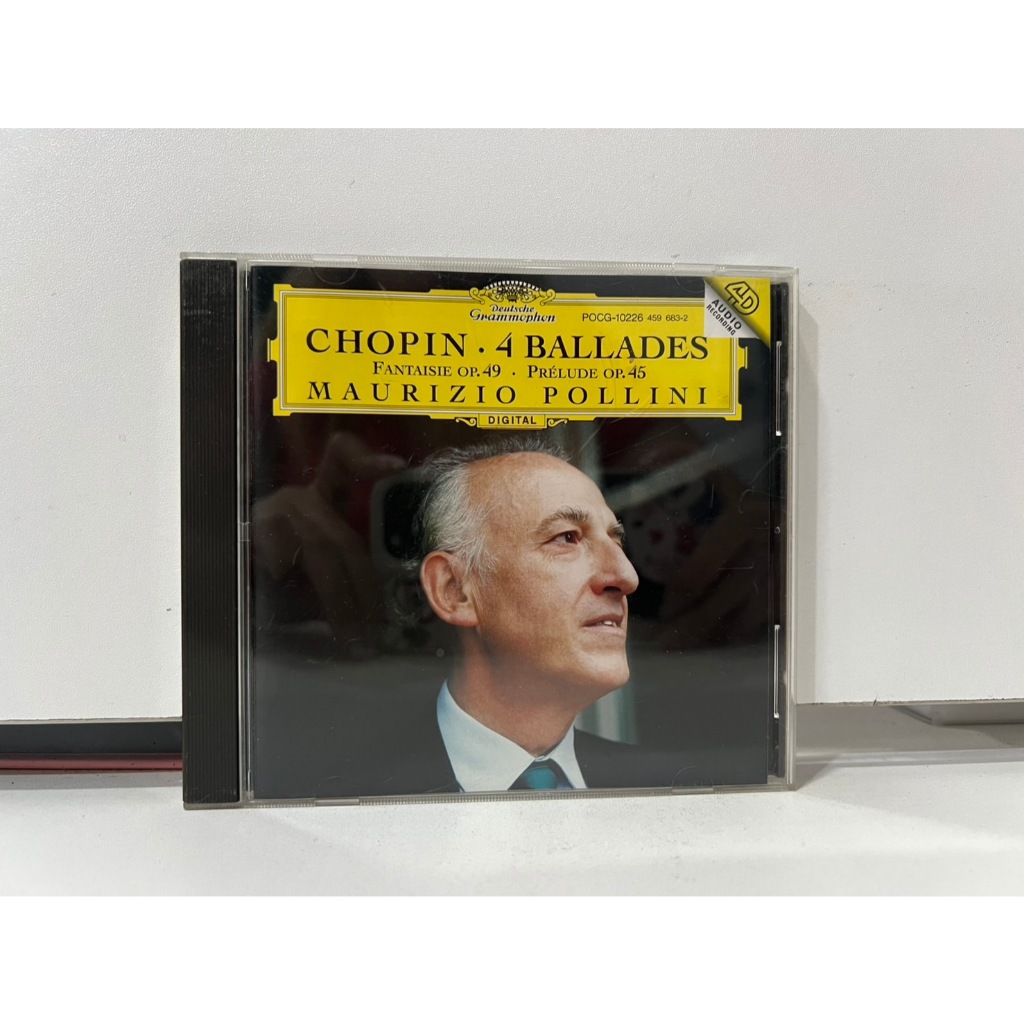 Deutsche
Grammophon
POCG-10226 459 683-2
4D
AUDIO
RECORDING
CHOPIN · 4 BALLADES
FANTAISIE OP. 49 · PRÉLUDE OP. 45
MAURIZIO POLLINI
DIGITAL